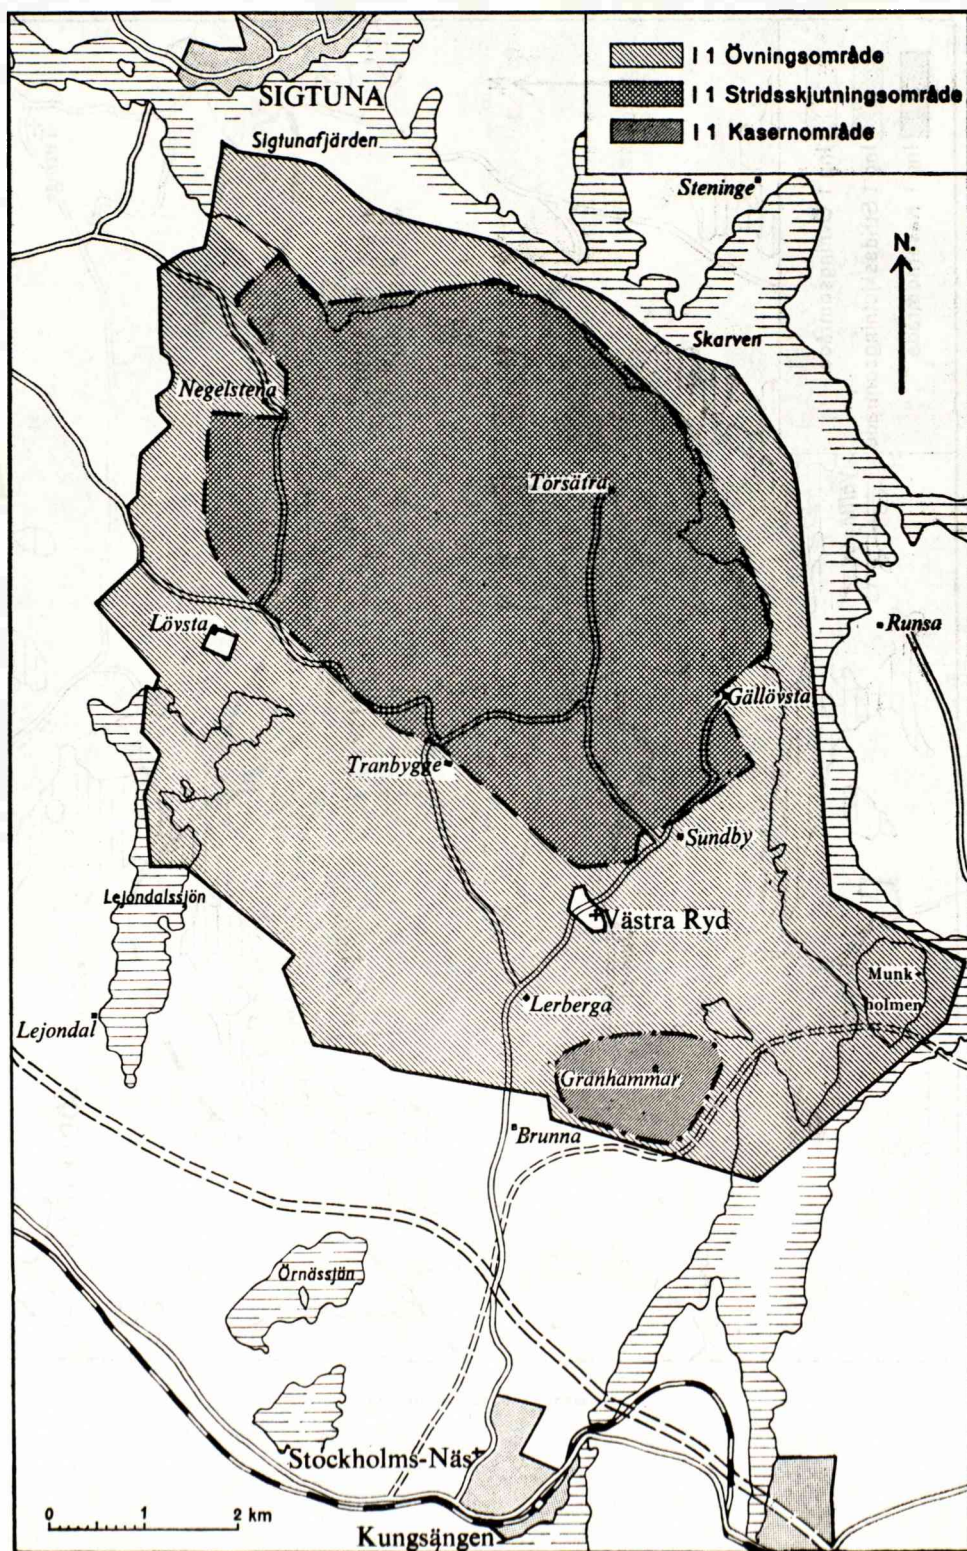 I 1 Övningsområde
I 1 Stridsskjutningsområde
I 1 Kasernområde
SIGTUNA
Sigtunafjärden
Steninge
N.
Skarven
Negelstena
Törsätra
Lövsta
Runsa
Gällövsta
Tranbygge
Sundby
Lejondalssjön
Västra Ryd
Munk-
holmen
Lerberga
Lejondal
Granhammar
Brunna
Örnässjön
Stockholms-Näs
0 1 2 km
Kungsängen